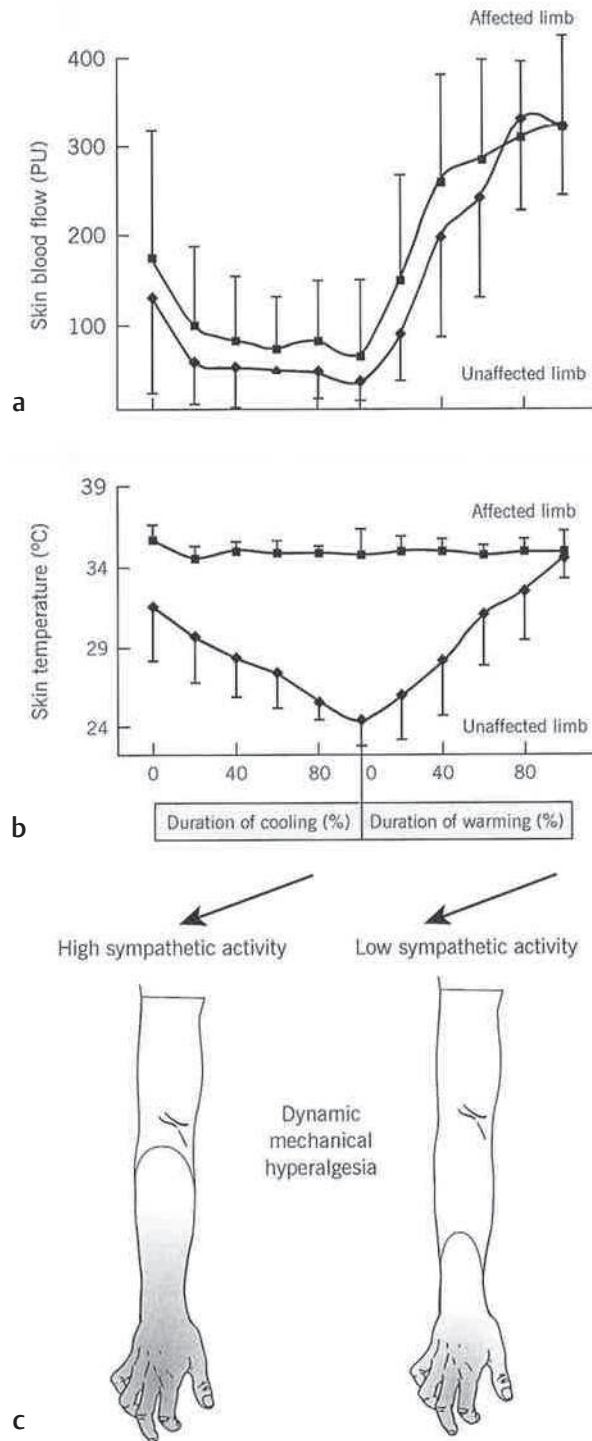 Affected limb
400
300
200
100
Skin blood flow (PU)
Unaffected limb
a
39
34
29
24
Skin temperature (°C)
Affected limb
Unaffected limb
0 40 80 0 40 80
Duration of cooling (%) Duration of warming (%)
b
High sympathetic activity Low sympathetic activity
Dynamic
mechanical
hyperalgesia
c